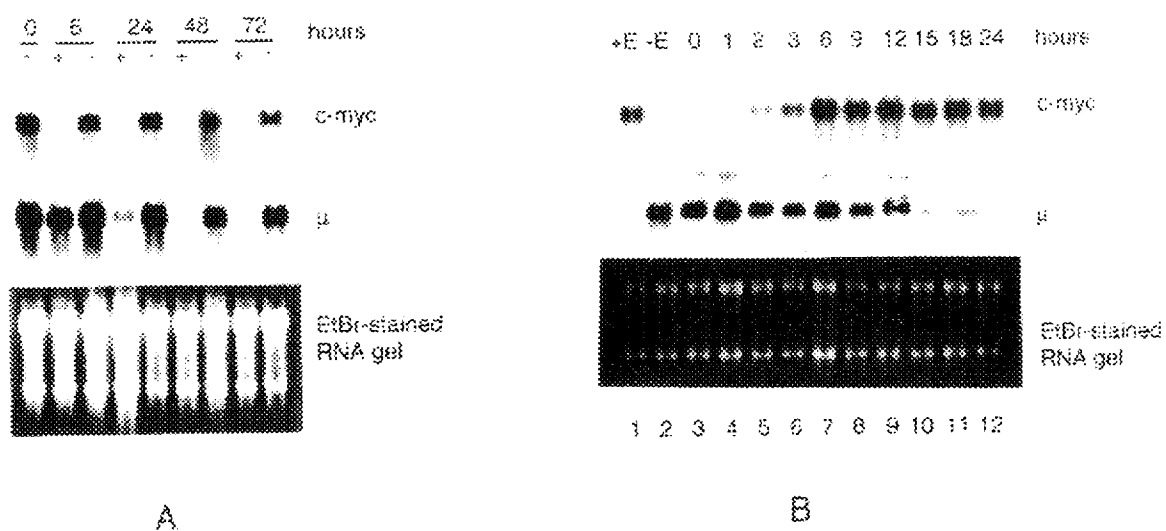 0 6 24 48 72 hours
- + - + - + + -
c-myc
μ
EtBr-stained
RNA gel
A
+E -E 0 1 2 3 6 9 12 15 18 24 hours
c-myc
μ
EtBr-stained
RNA gel
1 2 3 4 5 6 7 8 9 10 11 12
B